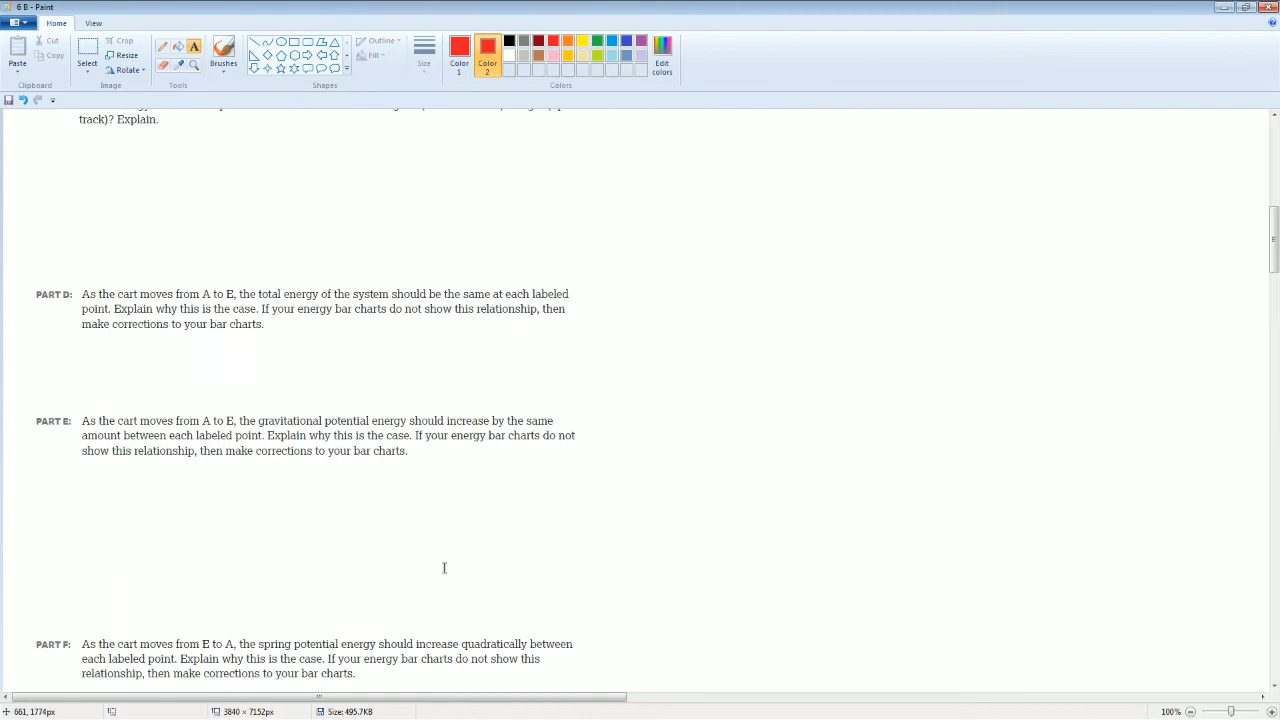 6 B - Paint
Home
View
Paste
Cut
Copy
Clipboard
Select
Crop
Resize
Rotate
Image
A
Tools
Brushes
Outline
Fill
Shapes
Size
Color 1
Color 2
Edit colors
Colors
track)? Explain.
PART D: As the cart moves from A to E, the total energy of the system should be the same at each labeled
point. Explain why this is the case. If your energy bar charts do not show this relationship, then
make corrections to your bar charts.
PART E: As the cart moves from A to E, the gravitational potential energy should increase by the same
amount between each labeled point. Explain why this is the case. If your energy bar charts do not
show this relationship, then make corrections to your bar charts.
PART F: As the cart moves from E to A, the spring potential energy should increase quadratically between
each labeled point. Explain why this is the case. If your energy bar charts do not show this
relationship, then make corrections to your bar charts.
661, 1774px
3840 × 7152px
Size: 495.7KB
100%